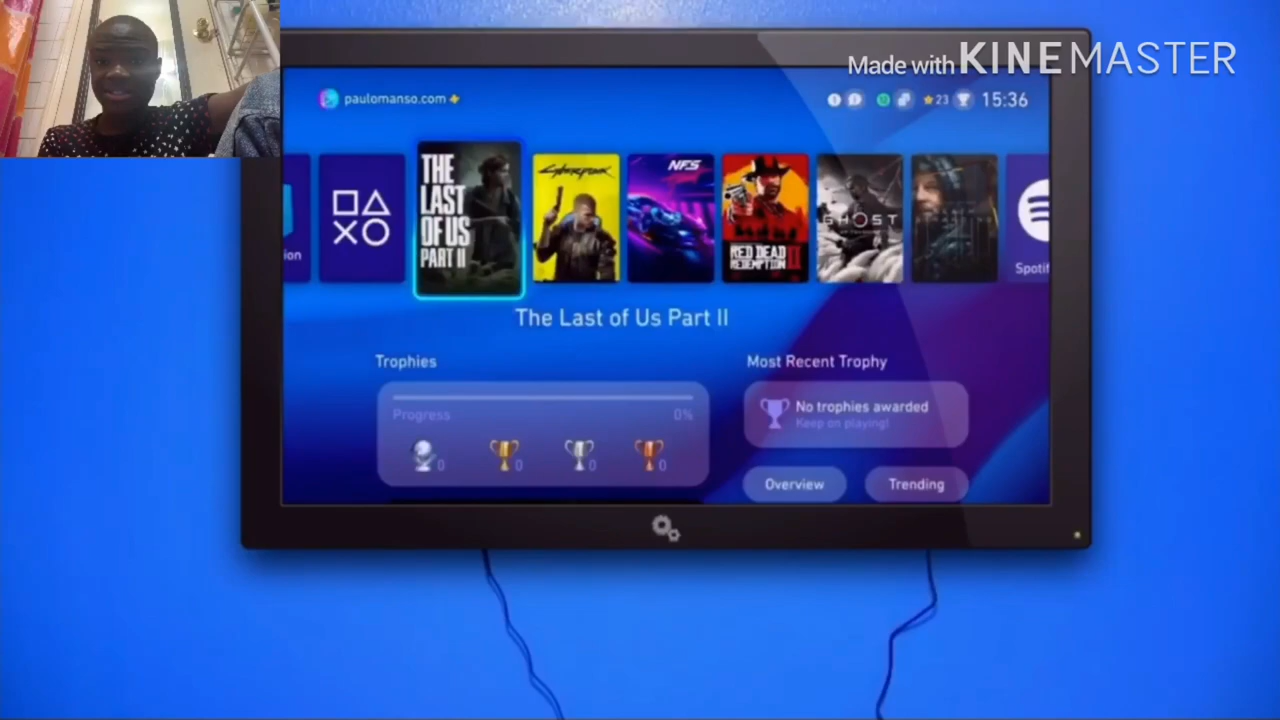 Made with KINEMASTER
paulomanso.com
23
15:36
THE
LAST
OF US
PART II
Cyberpunk
NFS
RED DEAD
REDEMPTION II
GHOST
ion
Spotif
The Last of Us Part II
Trophies
Most Recent Trophy
Progress 0%
No trophies awarded
Keep on playing!
0 0 0 0
Overview
Trending